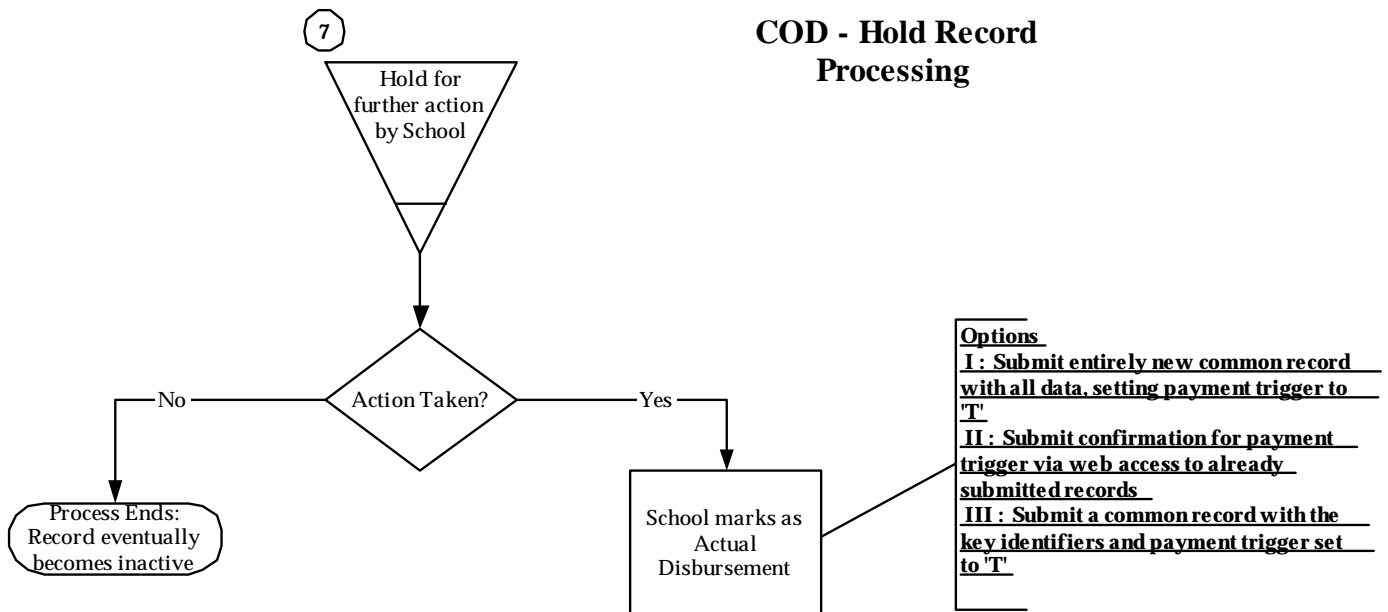 7
COD - Hold Record
Processing
Hold for
further action
by School
Action Taken?
No
Yes
Process Ends:
Record eventually
becomes inactive
School marks as
Actual
Disbursement
Options
I : Submit entirely new common record
with all data, setting payment trigger to
'T'
II : Submit confirmation for payment
trigger via web access to already
submitted records
III : Submit a common record with the
key identifiers and payment trigger set
to 'T'